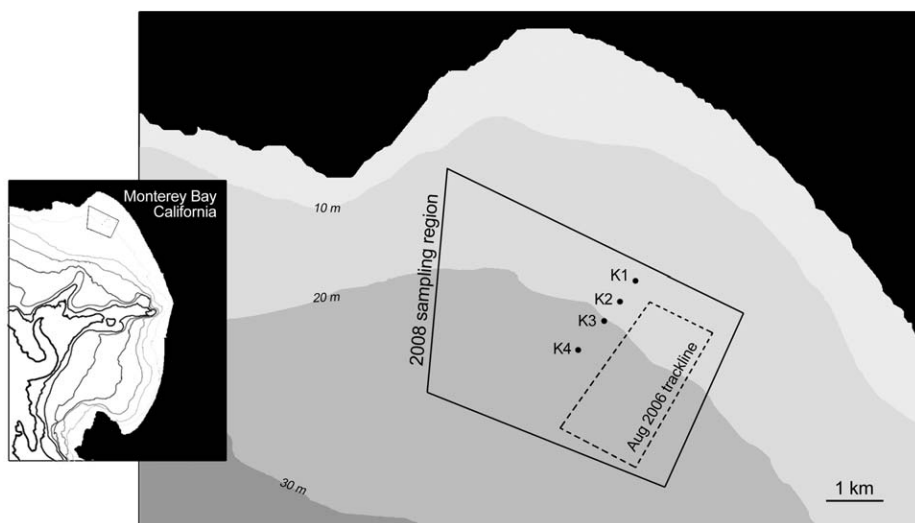 Monterey Bay
California
10 m
20 m
30 m
2008 sampling region
K1
K2
K3
K4
Aug 2006 trackline
1 km